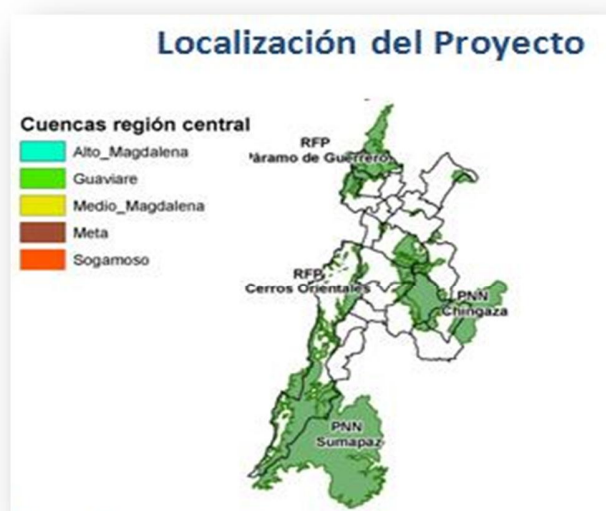 Localización del Proyecto
Cuencas región central
Alto_Magdalena
Guaviare
Medio_Magdalena
Meta
Sogamoso
RFP
Páramo de Guerrero
RFP
Cerros Orientales
PNN
Chingaza
PNN
Sumapaz